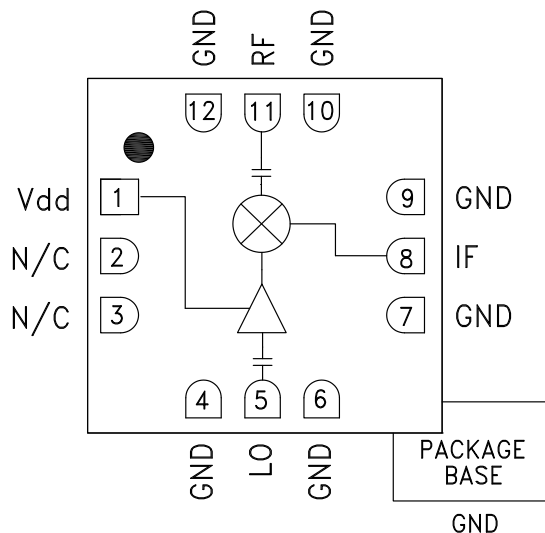 GND RF GND
12 11 10
Vdd 1 9 GND
N/C 2 8 IF
N/C 3 7 GND
4 5 6
GND LO GND
PACKAGE
BASE
GND